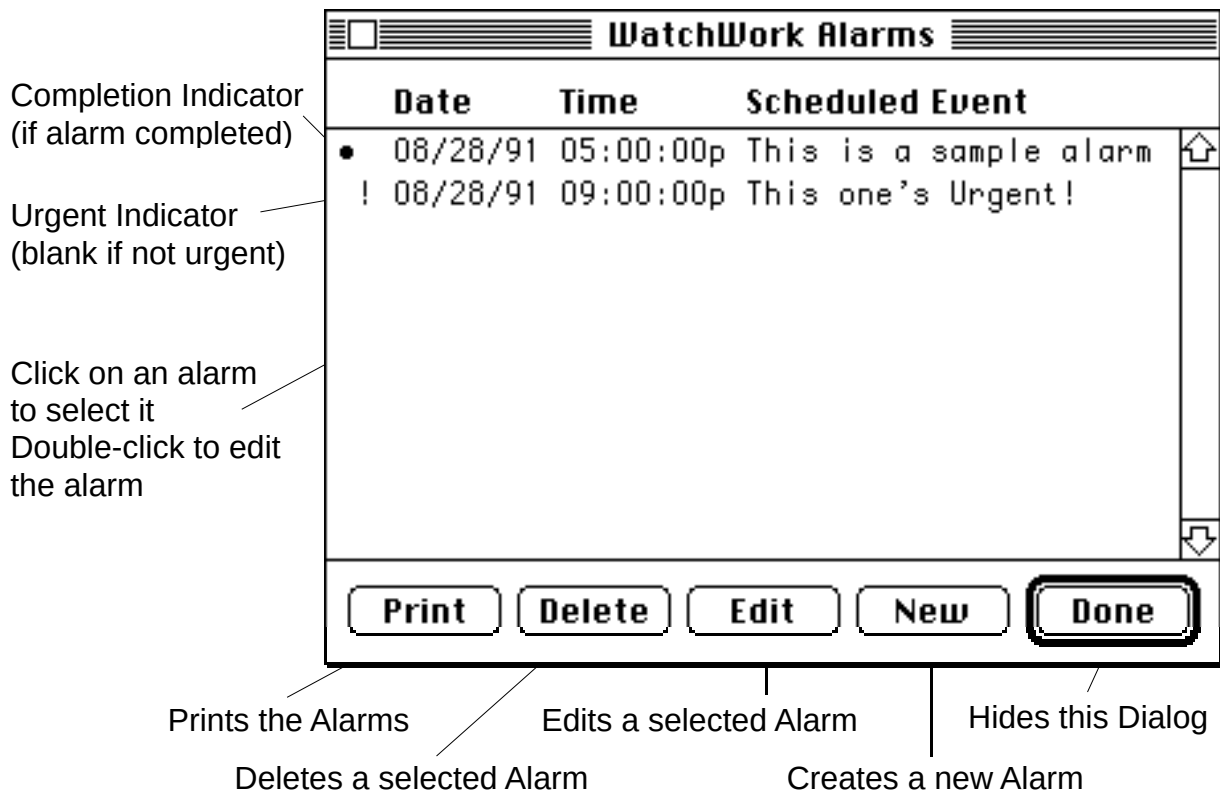 WatchWork Alarms
Completion Indicator
(if alarm completed)
Date Time Scheduled Event
• 08/28/91 05:00:00p This is a sample alarm
! 08/28/91 09:00:00p This one's Urgent!
Urgent Indicator
(blank if not urgent)
Click on an alarm
to select it
Double-click to edit
the alarm
Print Delete Edit New Done
Prints the Alarms
Edits a selected Alarm
Hides this Dialog
Deletes a selected Alarm
Creates a new Alarm